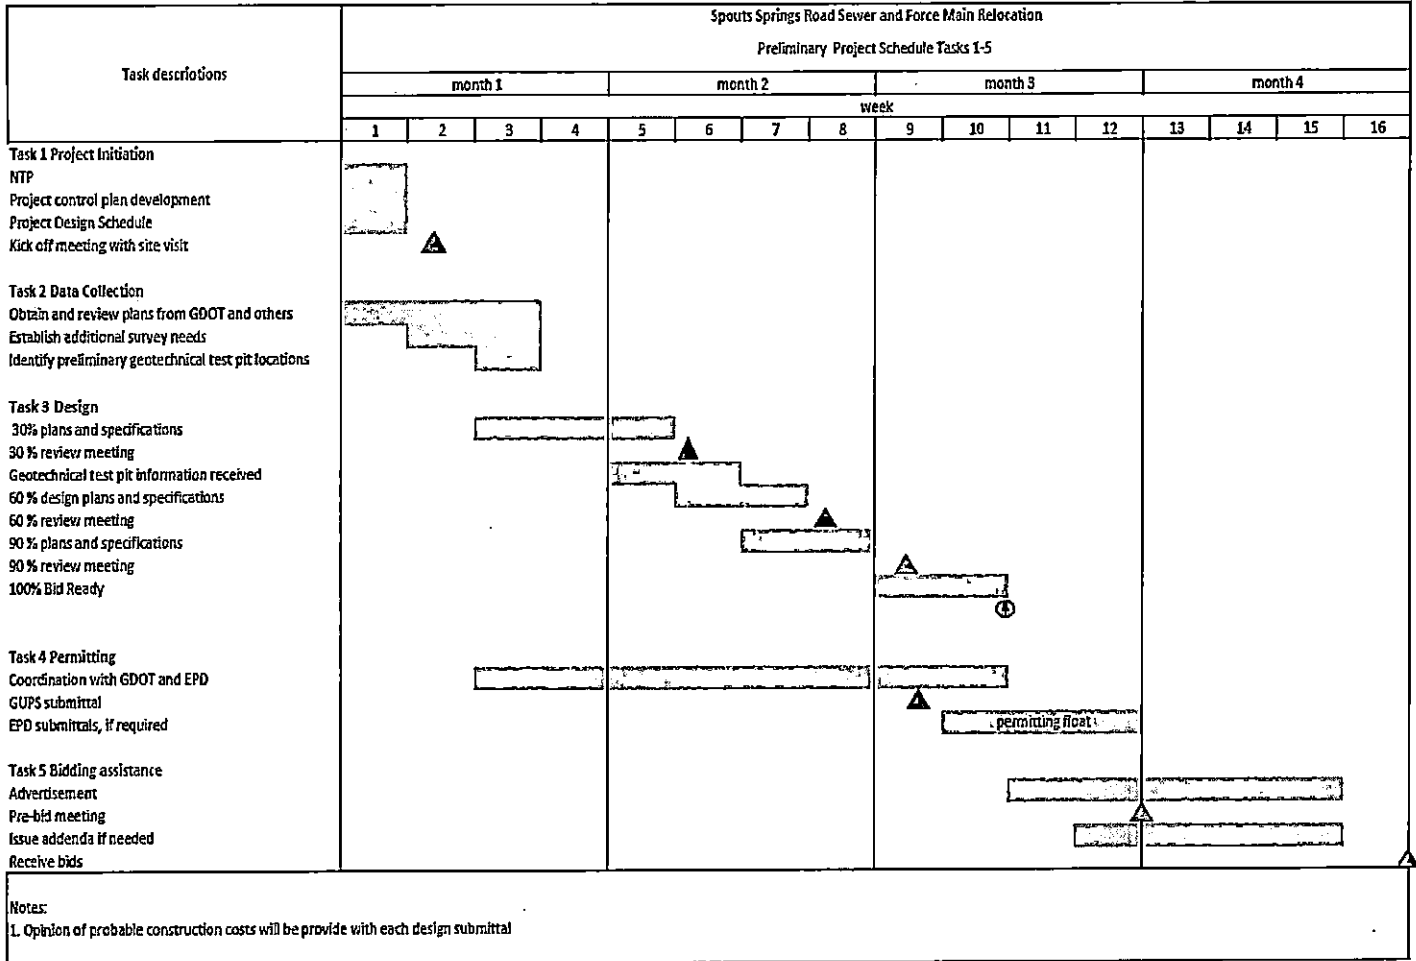 Spouts Springs Road Sewer and Force Main Relocation
Preliminary Project Schedule Tasks 1-5
Task descriotions
month 1 month 2 month 3 month 4
week
1 2 3 4 5 6 7 8 9 10 11 12 13 14 15 16
Task 1 Project Initiation
NTP
Project control plan development
Project Design Schedule
Kick off meeting with site visit
Task 2 Data Collection
Obtain and review plans from GDOT and others
Establish additional survey needs
Identify preliminary geotechnical test pit locations
Task 3 Design
30% plans and specifications
30 % review meeting
Geotechnical test pit information received
60 % design plans and specifications
60 % review meeting
90 % plans and specifications
90 % review meeting
100% Bid Ready
Task 4 Permitting
Coordination with GDOT and EPD
GUPS submittal
EPD submittals, if required permitting float
Task 5 Bidding assistance
Advertisement
Pre-bid meeting
Issue addenda if needed
Receive bids
Notes:
1. Opinion of probable construction costs will be provide with each design submittal